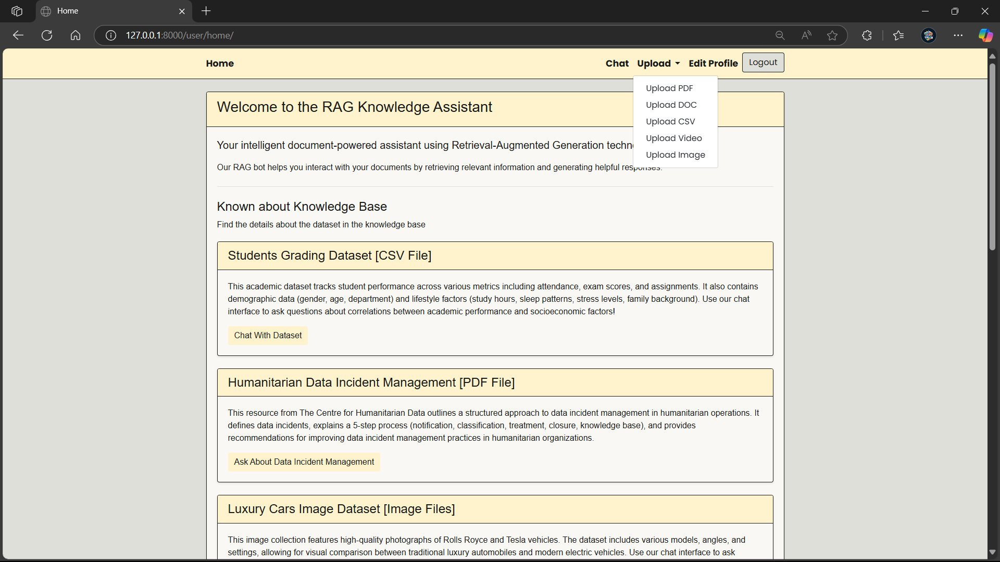 Home
127.0.0.1:8000/user/home/
Home
Chat Upload Edit Profile Logout
Upload PDF
Upload DOC
Upload CSV
Upload Video
Upload Image
Welcome to the RAG Knowledge Assistant
Your intelligent document-powered assistant using Retrieval-Augmented Generation techn
Our RAG bot helps you interact with your documents by retrieving relevant information and generating helpful responses.
Known about Knowledge Base
Find the details about the dataset in the knowledge base
Students Grading Dataset [CSV File]
This academic dataset tracks student performance across various metrics including attendance, exam scores, and assignments. It also contains
demographic data (gender, age, department) and lifestyle factors (study hours, sleep patterns, stress levels, family background). Use our chat
interface to ask questions about correlations between academic performance and socioeconomic factors!
Chat With Dataset
Humanitarian Data Incident Management [PDF File]
This resource from The Centre for Humanitarian Data outlines a structured approach to data incident management in humanitarian operations. It
defines data incidents, explains a 5-step process (notification, classification, treatment, closure, knowledge base), and provides
recommendations for improving data incident management practices in humanitarian organizations.
Ask About Data Incident Management
Luxury Cars Image Dataset [Image Files]
This image collection features high-quality photographs of Rolls Royce and Tesla vehicles. The dataset includes various models, angles, and
settings, allowing for visual comparison between traditional luxury automobiles and modern electric vehicles. Use our chat interface to ask